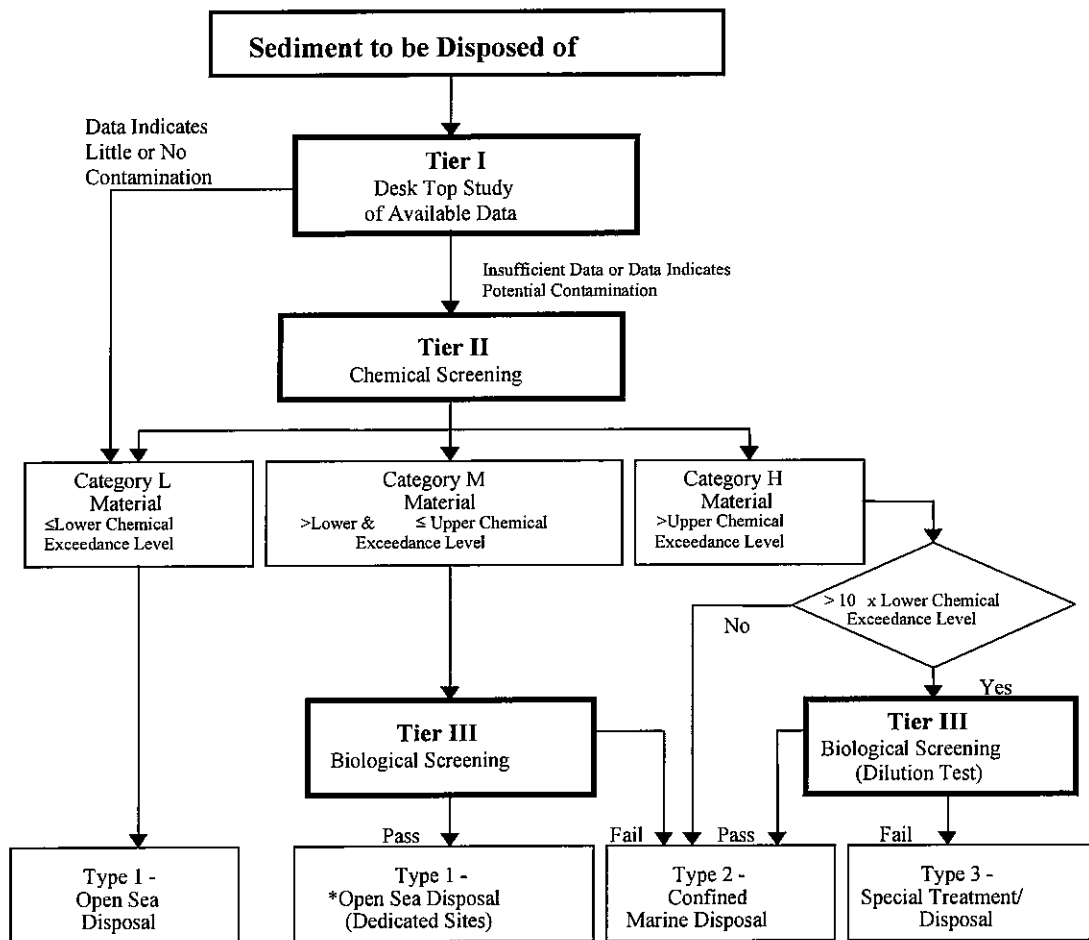 Sediment to be Disposed of
Data Indicates
Little or No
Contamination
Tier I
Desk Top Study
of Available Data
Insufficient Data or Data Indicates
Potential Contamination
Tier II
Chemical Screening
Category L
Material
≤Lower Chemical
Exceedance Level
Category M
Material
>Lower & ≤ Upper Chemical
Exceedance Level
Category H
Material
>Upper Chemical
Exceedance Level
> 10 x Lower Chemical
Exceedance Level
No
Yes
Tier III
Biological Screening
Tier III
Biological Screening
(Dilution Test)
Pass
Fail
Pass
Fail
Type 1 -
Open Sea
Disposal
Type 1 -
*Open Sea Disposal
(Dedicated Sites)
Type 2 -
Confined
Marine Disposal
Type 3 -
Special Treatment/
Disposal